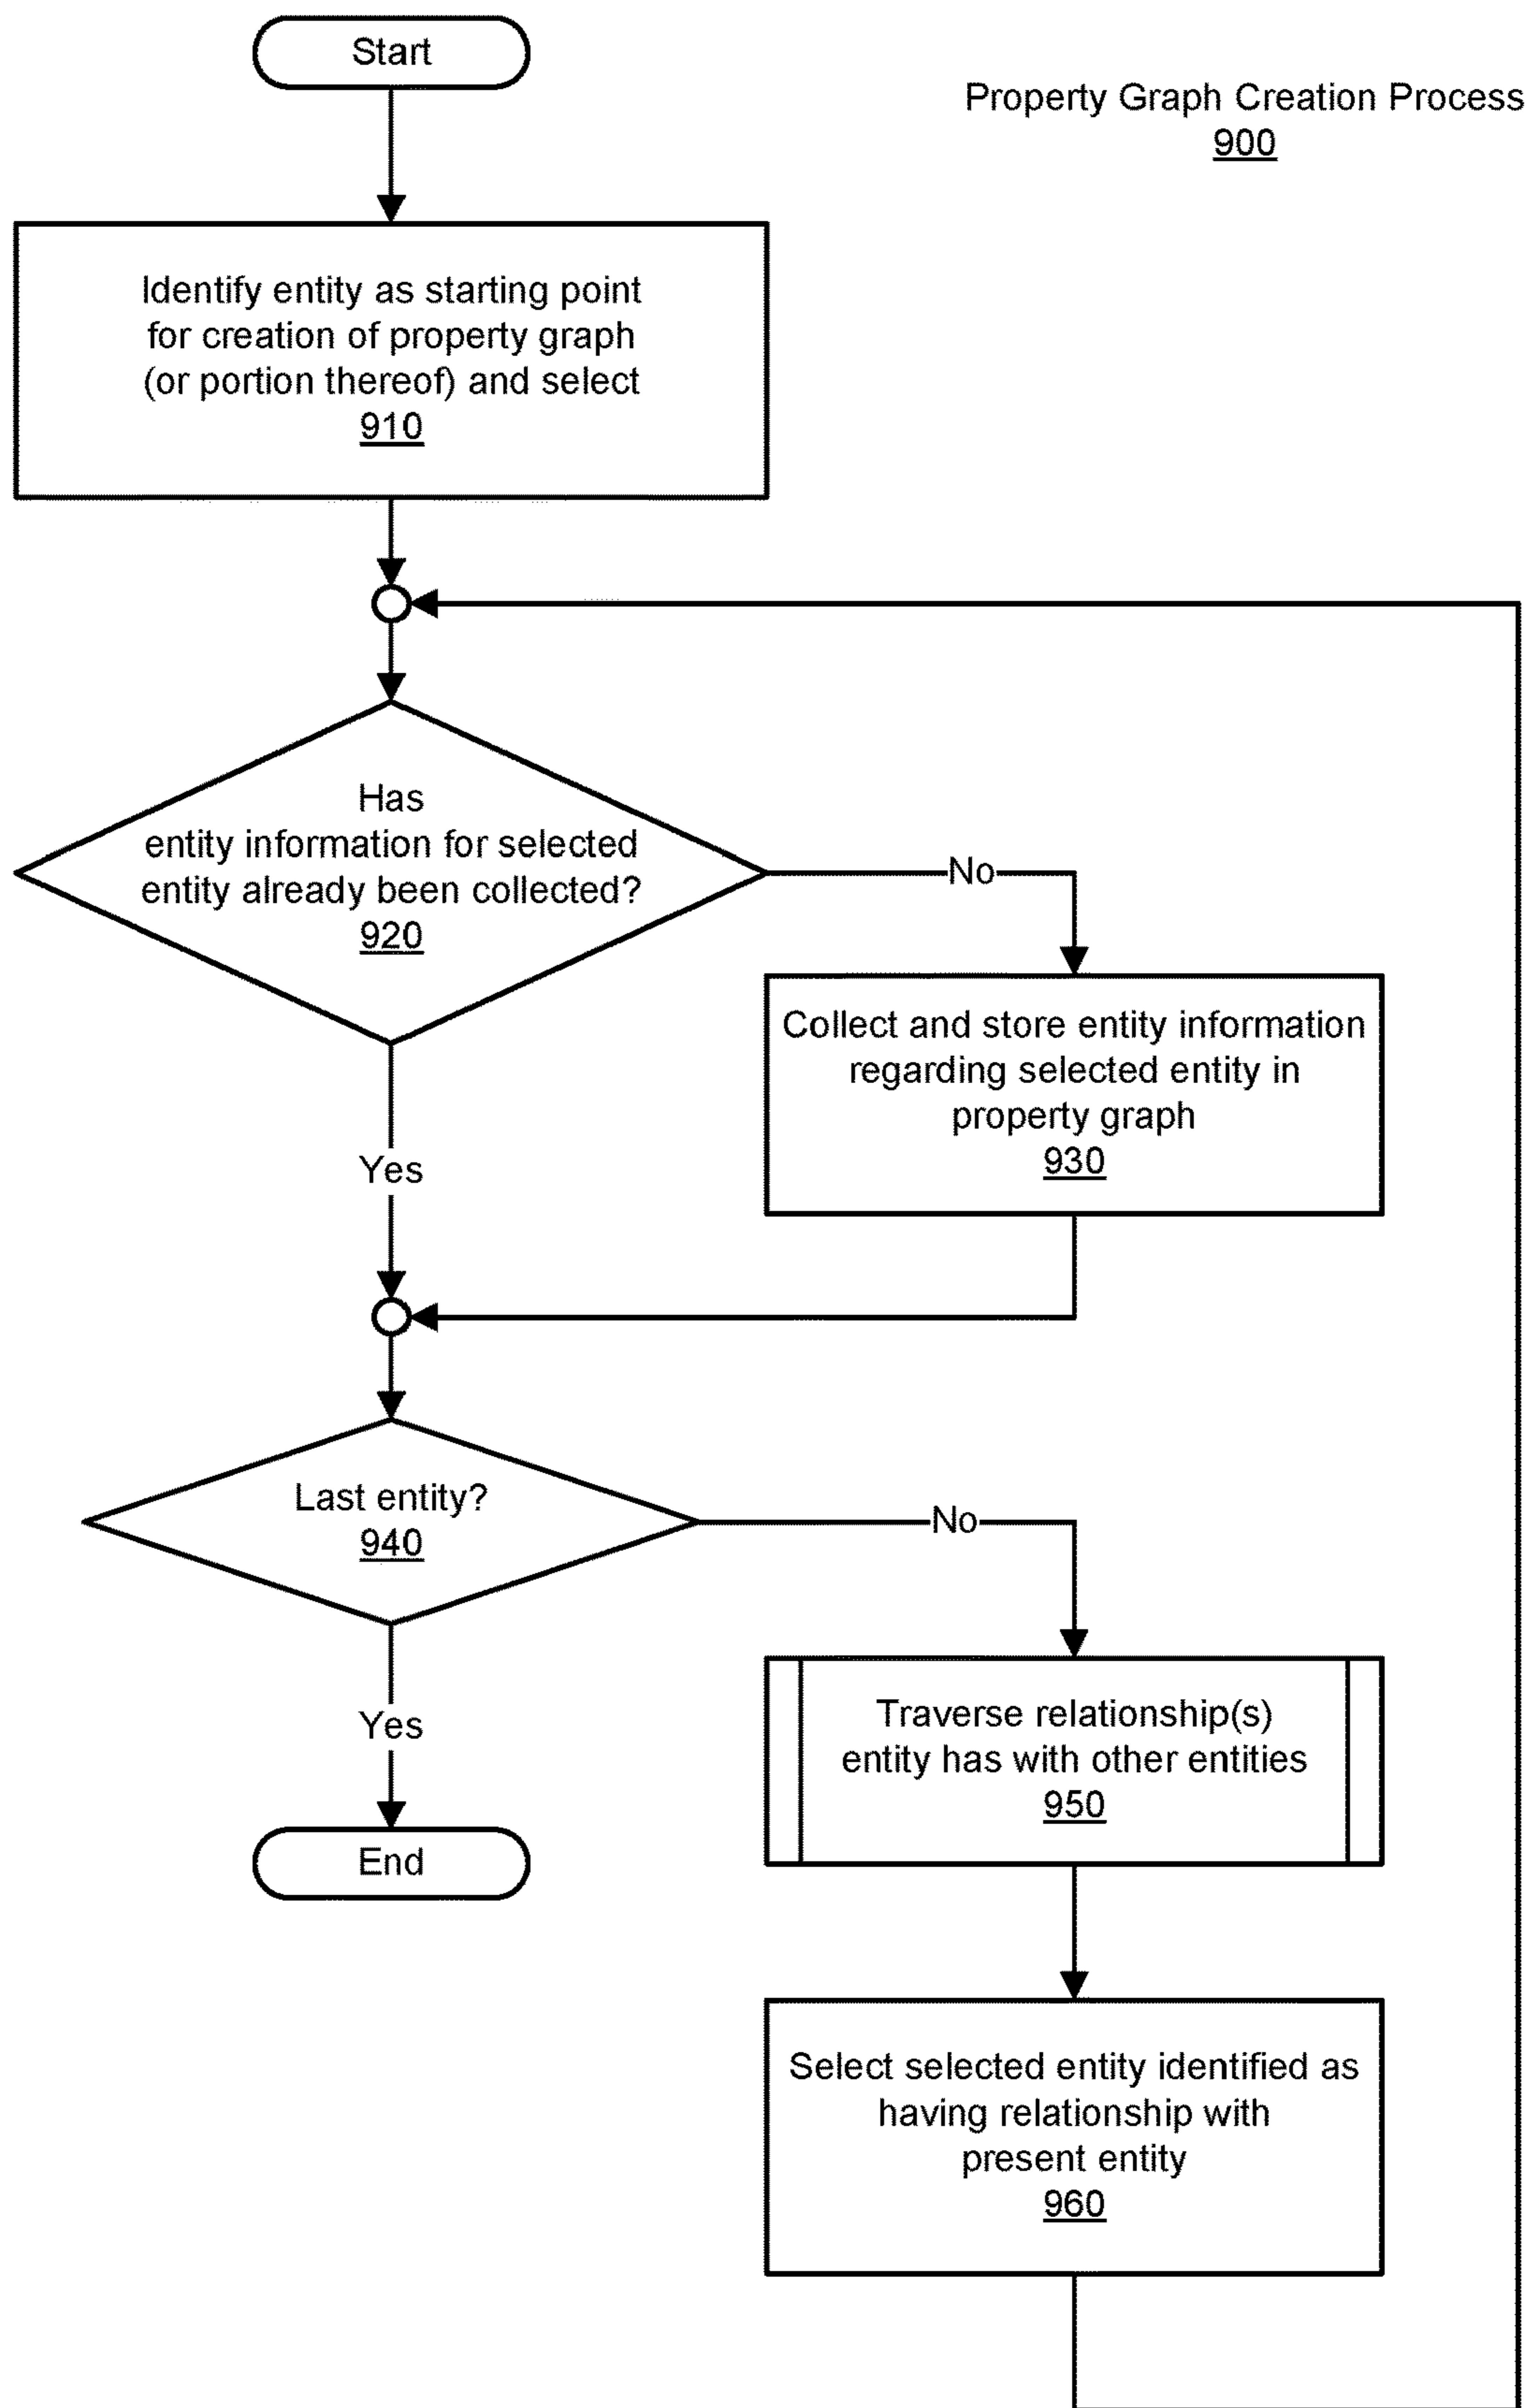 Start
Property Graph Creation Process
900
Identify entity as starting point
for creation of property graph
(or portion thereof) and select
910
Has
entity information for selected
entity already been collected?
920
No
Collect and store entity information
regarding selected entity in
property graph
930
Yes
Last entity?
940
No
Traverse relationship(s)
entity has with other entities
950
Yes
End
Select selected entity identified as
having relationship with
present entity
960